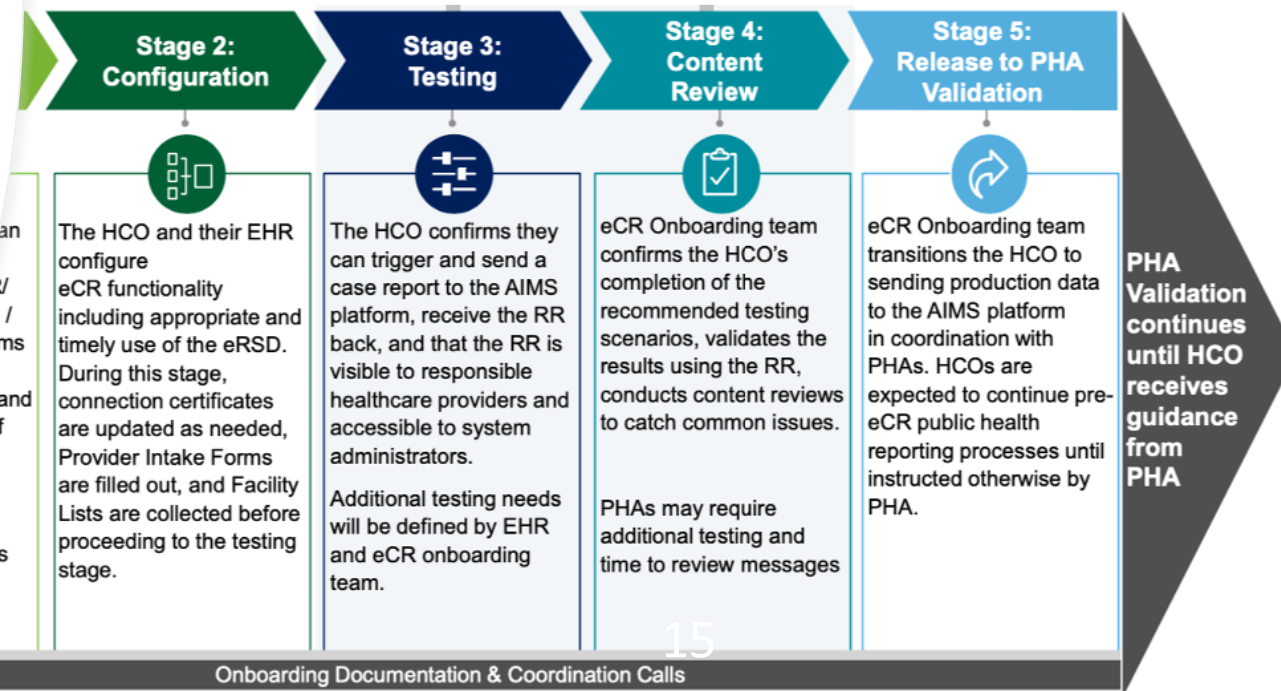 Stage 2:
Configuration
Stage 3:
Testing
Stage 4:
Content
Review
Stage 5:
Release to PHA
Validation
an
/
ms
and
f
s
The HCO and their EHR
configure
eCR functionality
including appropriate and
timely use of the eRSD.
During this stage,
connection certificates
are updated as needed,
Provider Intake Forms
are filled out, and Facility
Lists are collected before
proceeding to the testing
stage.
The HCO confirms they
can trigger and send a
case report to the AIMS
platform, receive the RR
back, and that the RR is
visible to responsible
healthcare providers and
accessible to system
administrators.
Additional testing needs
will be defined by EHR
and eCR onboarding
team.
eCR Onboarding team
confirms the HCO's
completion of the
recommended testing
scenarios, validates the
results using the RR,
conducts content reviews
to catch common issues.
PHAs may require
additional testing and
time to review messages
eCR Onboarding team
transitions the HCO to
sending production data
to the AIMS platform
in coordination with
PHAs. HCOs are
expected to continue pre-
eCR public health
reporting processes until
instructed otherwise by
PHA.
PHA
Validation
continues
until HCO
receives
guidance
from
PHA
15
Onboarding Documentation & Coordination Calls